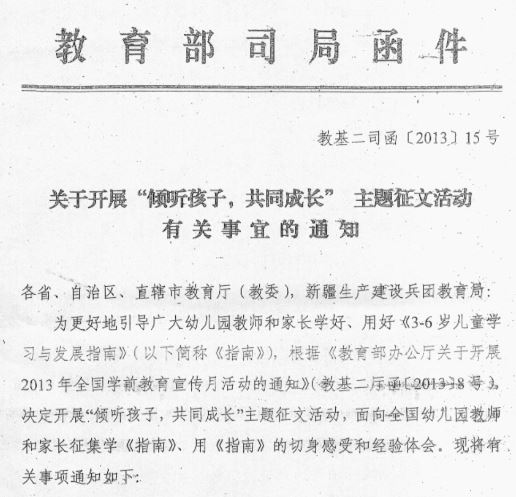 教育部司局函件
教基二司函〔2013〕15号
关于开展“倾听孩子，共同成长” 主题征文活动
有关事宜的通知
各省、自治区、直辖市教育厅（教委），新疆生产建设兵团教育局：
为更好地引导广大幼儿园教师和家长学好、用好《3-6岁儿童学
习与发展指南》（以下简称《指南》），根据《教育部办公厅关于开展
2013年全国学前教育宣传月活动的通知》（教基二厅函〔2013〕8号），
决定开展“倾听孩子，共同成长”主题征文活动，面向全国幼儿园教师
和家长征集学《指南》、用《指南》的切身感受和经验体会。现将有
关事项通知如下：